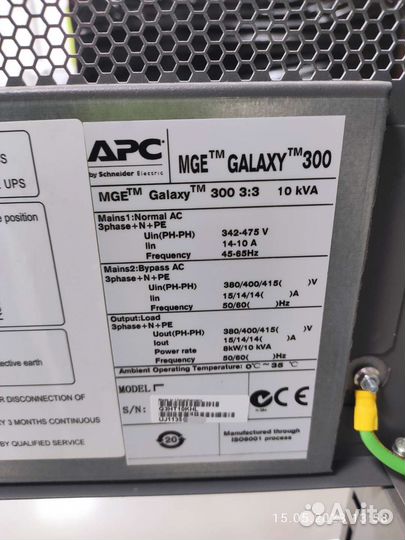 S
E UPS
e position
ective earth
OR DISCONNECTION OF
Y 3 MONTHS CONTINUOUS
BY QUALIFIED SERVICE
APC
by Schneider Electric
MGE™ GALAXY™300
MGE™ Galaxy™ 300 3:3 10 kVA
Mains1:Normal AC
3phase+N+PE
Uin(PH-PH) 342-475 V
Iin 14-10 A
Frequency 45-65Hz
Mains2:Bypass AC
3phase+N+PE
Uin(PH-PH) 380/400/415( )V
Iin 15/14/14( )A
Frequency 50/60( )Hz
Output:Load
3phase+N+PE
Uout(PH-PH) 380/400/415( )V
Iout 15/14/14( )A
Power rate 8kW/10 kVA
Frequency 50/60( )Hz
Ambient Operating Temperature: 0℃~ 35 ℃
MODEL
S/N:
20
CE
Manufactured through
ISO9001 process
Avito